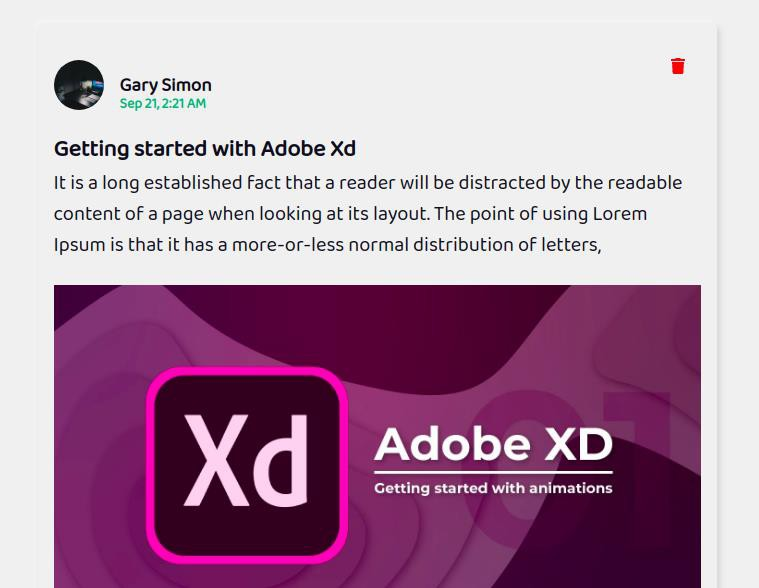 Gary Simon
Sep 21, 2:21 AM
Getting started with Adobe Xd
It is a long established fact that a reader will be distracted by the readable
content of a page when looking at its layout. The point of using Lorem
Ipsum is that it has a more-or-less normal distribution of letters,
Xd
01
Adobe XD
Getting started with animations